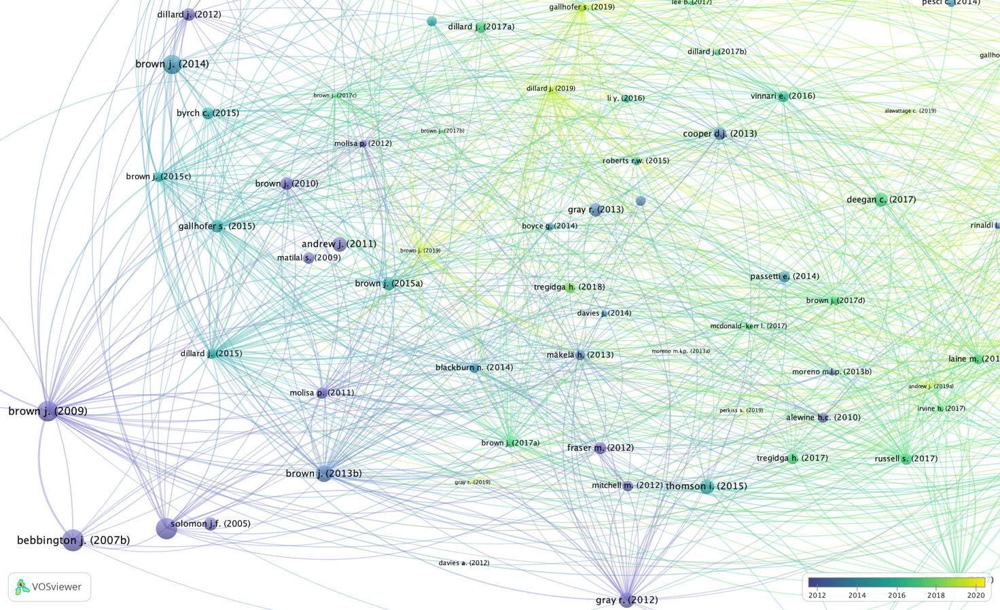 lee b. (2017)
pesci c. (2014)
gallhofer s. (2019)
dillard j. (2012)
dillard j. (2017a)
dillard j. (2017b)
gallho
brown j. (2014)
dillard j. (2019)
brown j. (2017c)
vinnari e. (2016)
li y. (2016)
alawattage c. (2019)
byrch c. (2015)
brown j. (2017b)
cooper d.j. (2013)
molisa p. (2012)
roberts r.w. (2015)
brown j. (2015c)
brown j. (2010)
deegan c. (2017)
gray r. (2013)
gallhofer s. (2015)
boyce g. (2014)
rinaldi l.
andrew j. (2011)
brown j. (2019)
matilal s. (2009)
passetti e. (2014)
brown j. (2015a)
tregidga h. (2018)
brown j. (2017d)
davies j. (2014)
mcdonald-kerr l. (2017)
moreno m.l.p. (2013a)
dillard j. (2015)
mäkelä h. (2013)
laine m. (201
blackburn n. (2014)
moreno m.l.p. (2013b)
andrew j. (2019a)
molisa p. (2011)
irvine h. (2017)
brown j. (2009)
perkiss s. (2019)
alewine h.c. (2010)
brown j. (2017a)
fraser m. (2012)
tregidga h. (2017)
russell s. (2017)
brown j. (2013b)
gray r. (2019)
mitchell m. (2012)
thomson i. (2015)
solomon j.f. (2005)
bebbington j. (2007b)
davies a. (2012)
VOSviewer
gray r. (2012)
2012 2014 2016 2018 2020